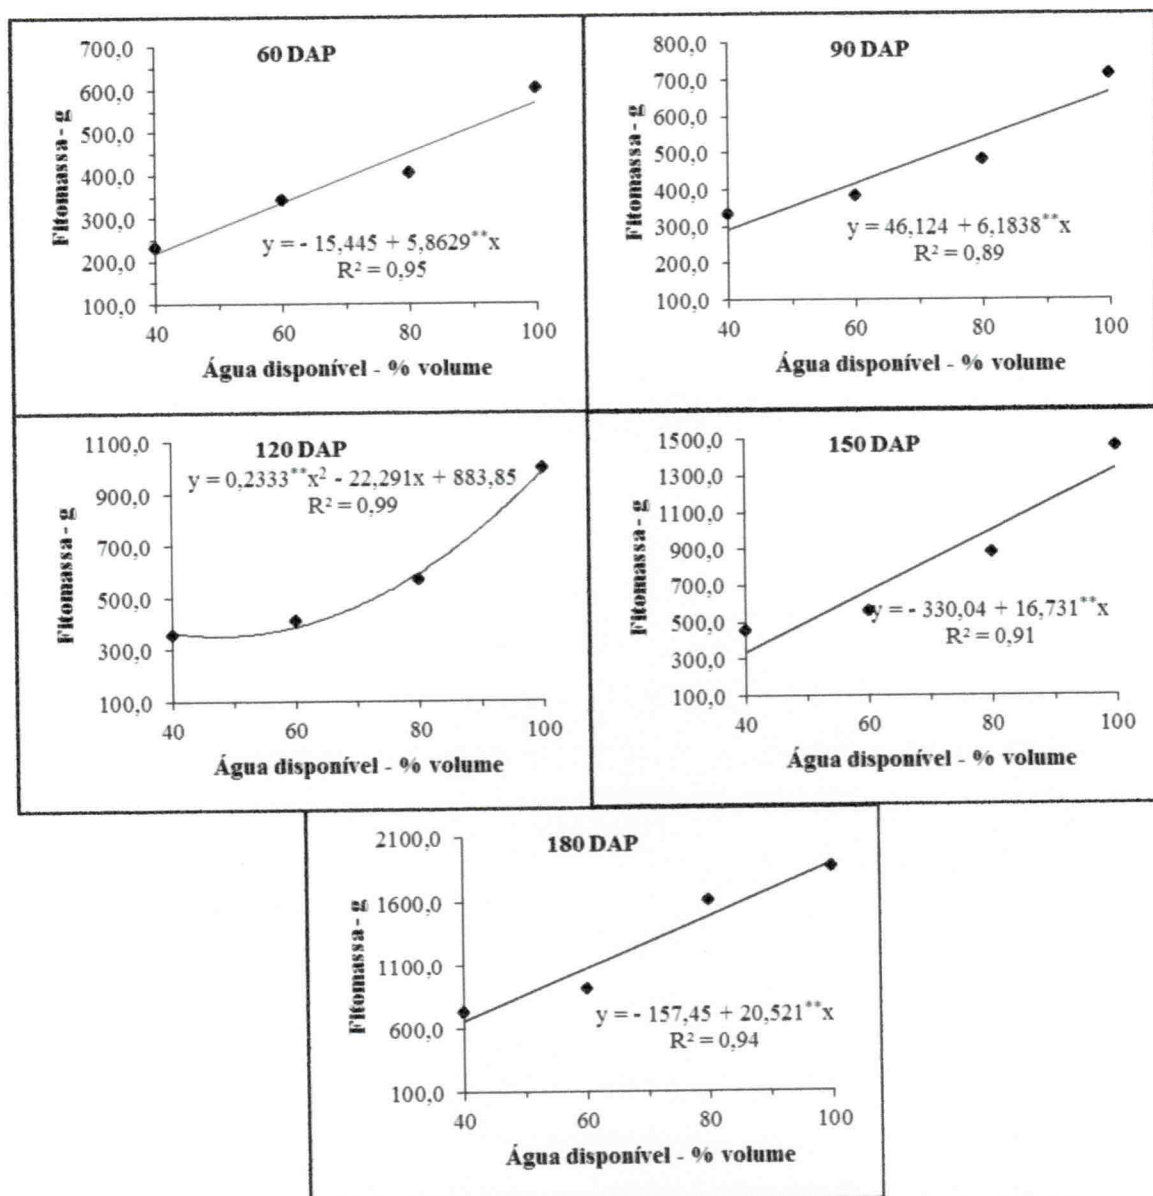 60 DAP
700,0
600,0
500,0
400,0
300,0
200,0
100,0
Fitomassa - g
y = - 15,445 + 5,8629**x
R² = 0,95
40 60 80 100
Água disponível - % volume
90 DAP
800,0
700,0
600,0
500,0
400,0
300,0
200,0
100,0
Fitomassa - g
y = 46,124 + 6,1838**x
R² = 0,89
40 60 80 100
Água disponível - % volume
120 DAP
1100,0
900,0
700,0
500,0
300,0
100,0
Fitomassa - g
y = 0,2333**x² - 22,291x + 883,85
R² = 0,99
40 60 80 100
Água disponível - % volume
150 DAP
1500,0
1300,0
1100,0
900,0
700,0
500,0
300,0
100,0
Fitomassa - g
y = - 330,04 + 16,731**x
R² = 0,91
40 60 80 100
Água disponível - % volume
180 DAP
2100,0
1600,0
1100,0
600,0
100,0
Fitomassa - g
y = - 157,45 + 20,521**x
R² = 0,94
40 60 80 100
Água disponível - % volume